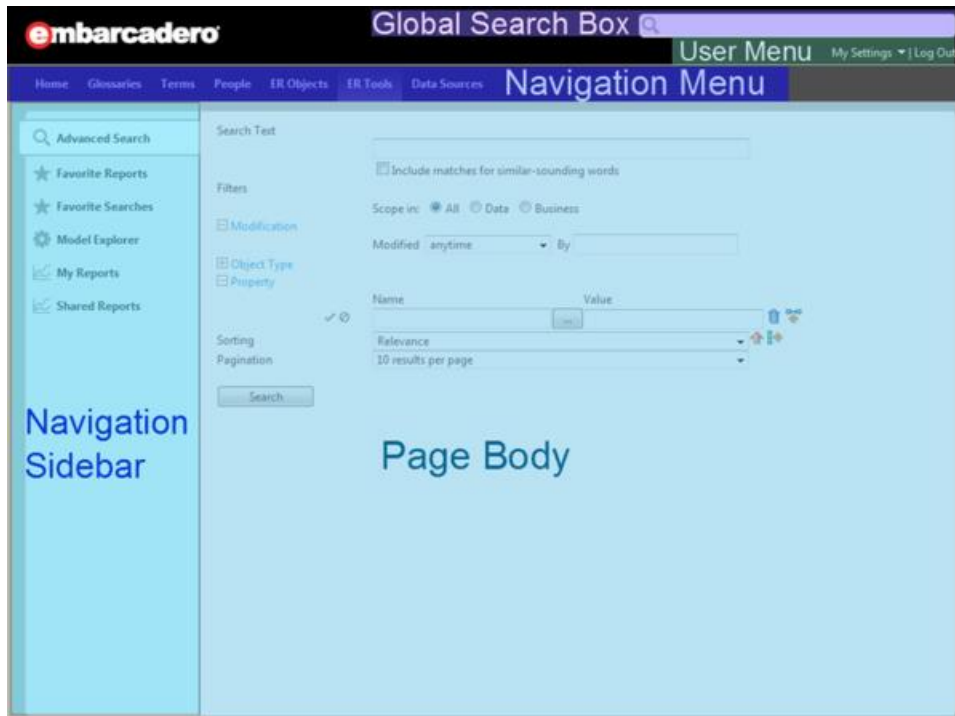 embarcadero
Global Search Box
User Menu My Settings | Log Out
Home Glossaries Terms People ER Objects ER Tools Data Sources Navigation Menu
Advanced Search
Favorite Reports
Favorite Searches
Model Explorer
My Reports
Shared Reports
Navigation
Sidebar
Search Text
Include matches for similar-sounding words
Filters
Scope in: All Data Business
Modification
Modified anytime By
Object Type
Property
Name Value
...
Sorting Relevance
Pagination 10 results per page
Search
Page Body